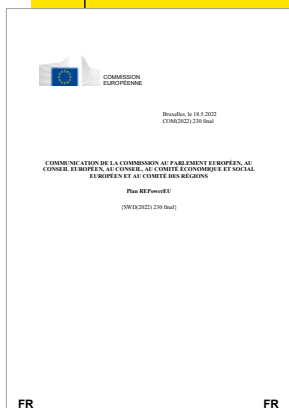 COMMISSION
EUROPÉENNE
Bruxelles, le 18.5.2022
COM(2022) 230 final
COMMUNICATION DE LA COMMISSION AU PARLEMENT EUROPÉEN, AU
CONSEIL EUROPÉEN, AU CONSEIL, AU COMITÉ ÉCONOMIQUE ET SOCIAL
EUROPÉEN ET AU COMITÉ DES RÉGIONS
Plan REPowerEU
{SWD(2022) 230 final}
FR FR